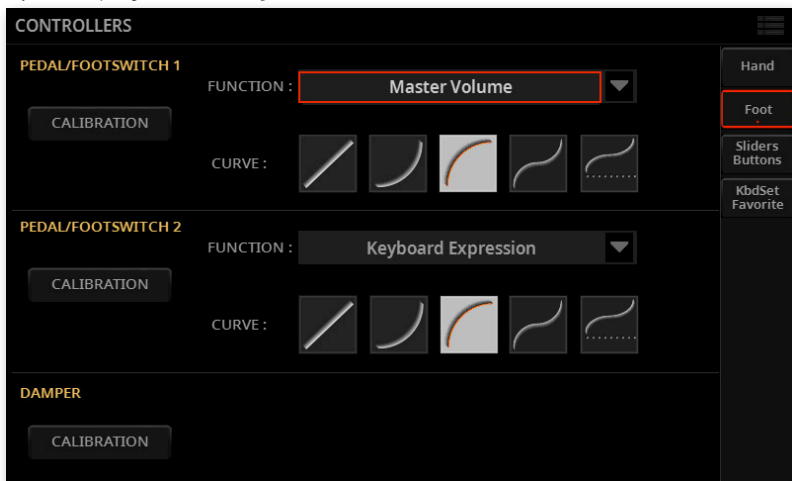 CONTROLLERS
PEDAL/FOOTSWITCH 1
FUNCTION :
Master Volume
CALIBRATION
CURVE :
PEDAL/FOOTSWITCH 2
FUNCTION :
Keyboard Expression
CALIBRATION
CURVE :
DAMPER
CALIBRATION
Hand
Foot
Sliders
Buttons
KbdSet
Favorite